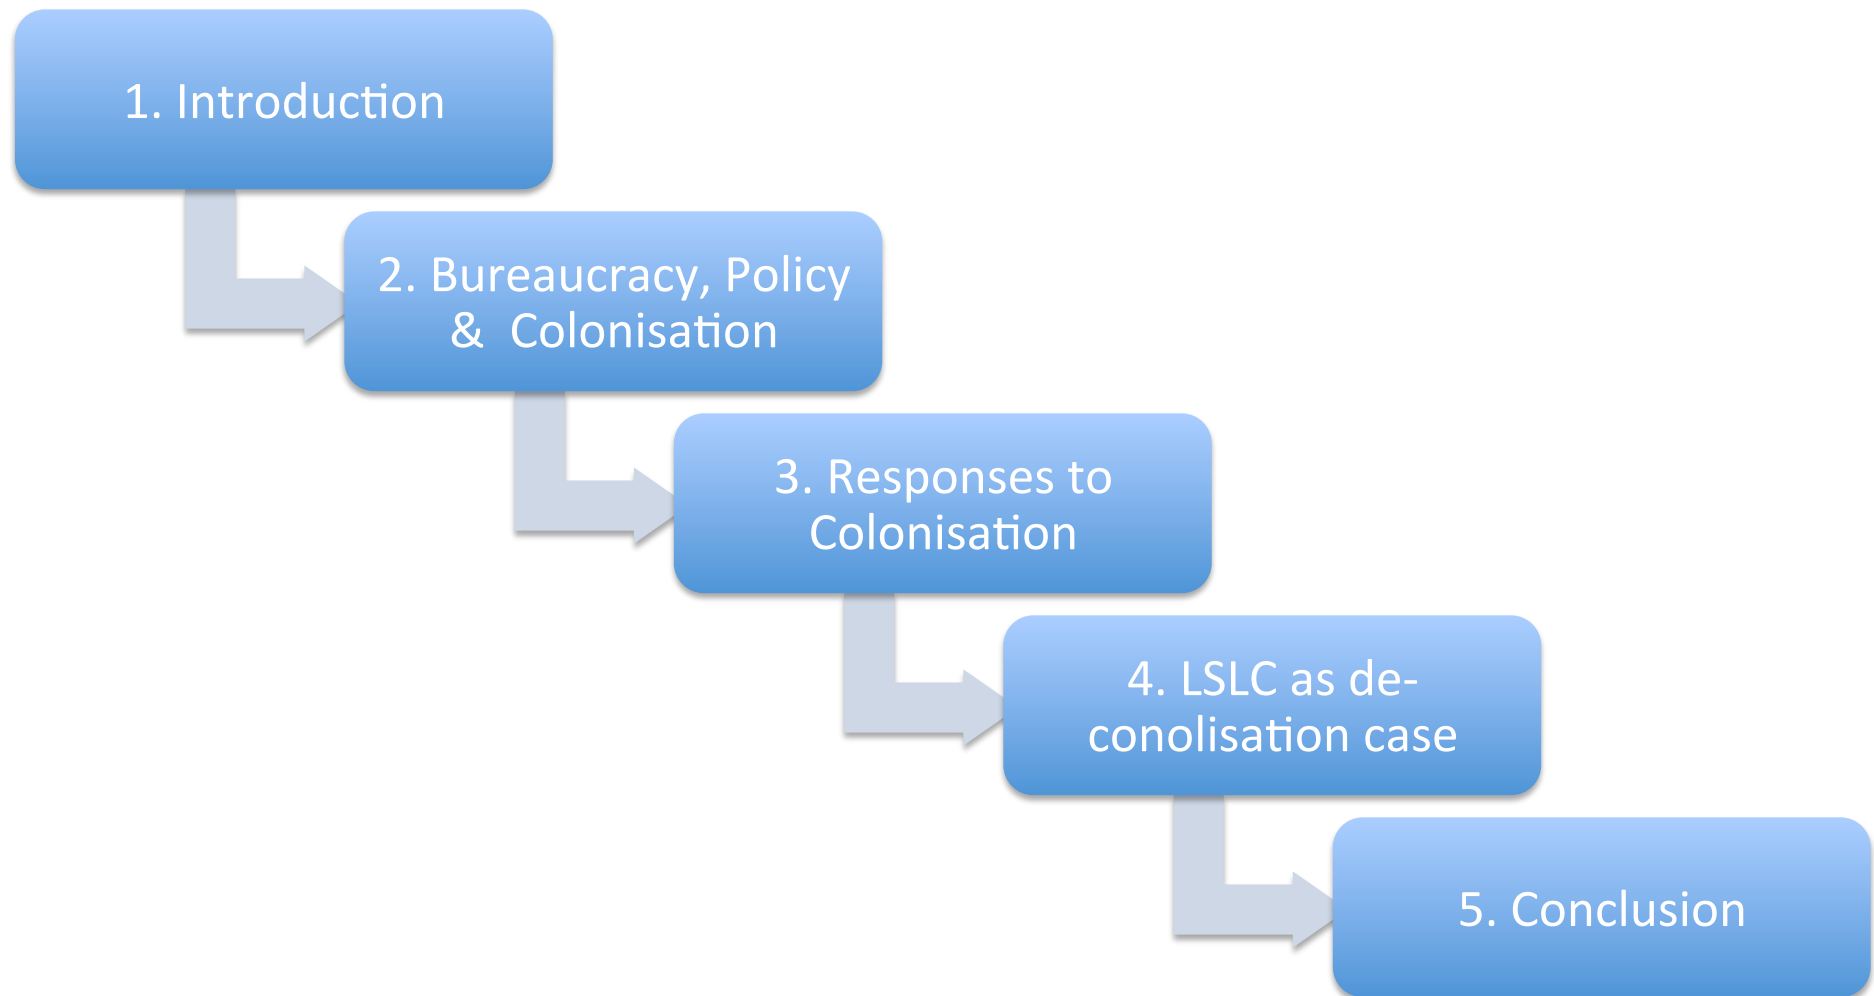 1. Introduction
2. Bureaucracy, Policy
& Colonisation
3. Responses to
Colonisation
4. LSLC as de-
conolisation case
5. Conclusion